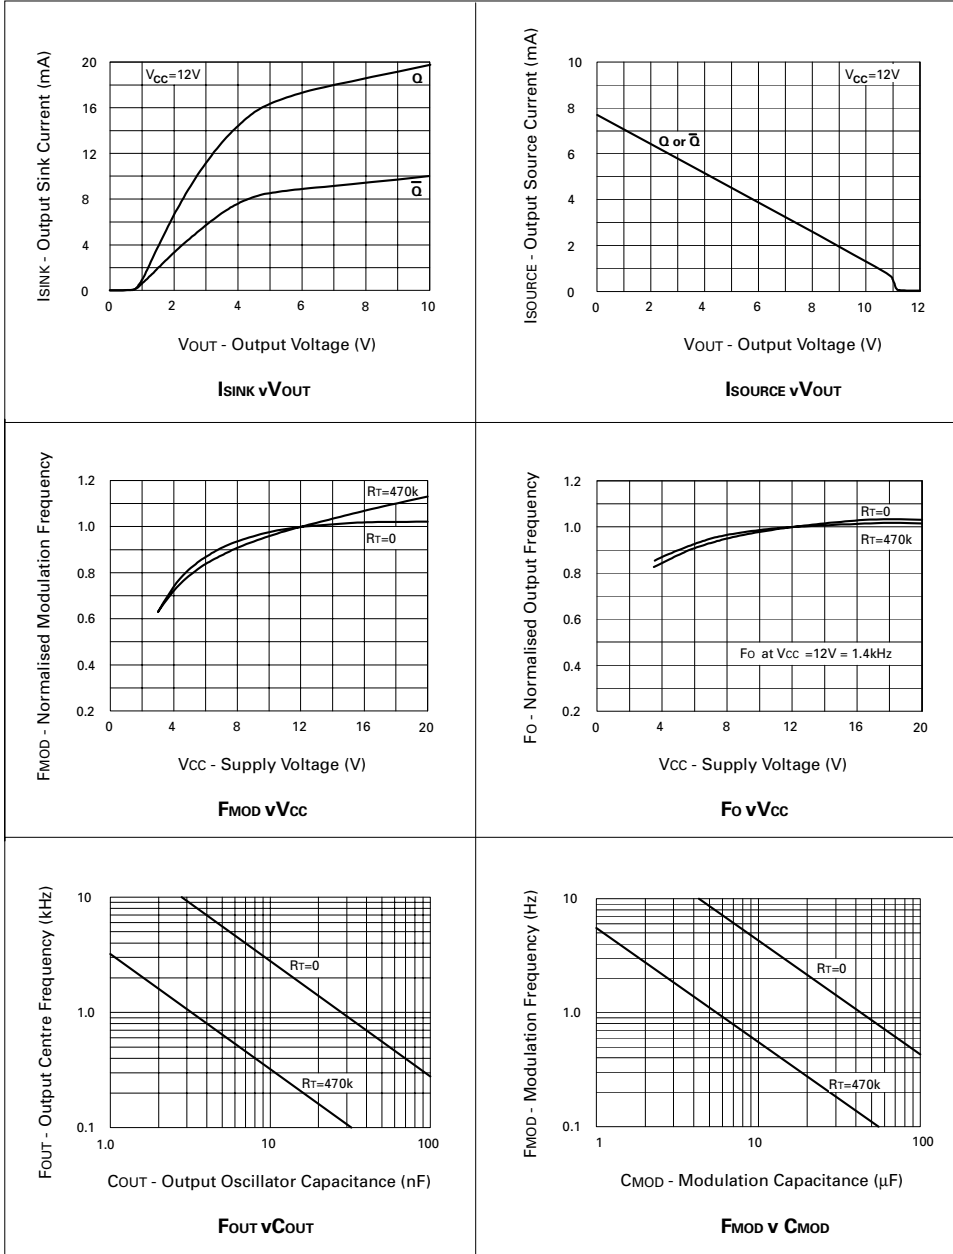 ISINK - Output Sink Current (mA)
20
16
12
8
4
0
VCC=12V
Q
Q̅
0 2 4 6 8 10
VOUT - Output Voltage (V)
ISINK vVOUT
ISOURCE - Output Source Current (mA)
10
8
6
4
2
0
VCC=12V
Q or Q̅
0 2 4 6 8 10 12
VOUT - Output Voltage (V)
ISOURCE vVOUT
FMOD - Normalised Modulation Frequency
1.2
1.0
0.8
0.6
0.4
0.2
RT=470k
RT=0
0 4 8 12 16 20
VCC - Supply Voltage (V)
FMOD vVCC
FO - Normalised Output Frequency
1.2
1.0
0.8
0.6
0.4
0.2
RT=0
RT=470k
FO at VCC =12V = 1.4kHz
0 4 8 12 16 20
VCC - Supply Voltage (V)
FO vVCC
FOUT - Output Centre Frequency (kHz)
10
1.0
0.1
RT=0
RT=470k
1.0 10 100
COUT - Output Oscillator Capacitance (nF)
FOUT vCOUT
FMOD - Modulation Frequency (Hz)
10
1.0
0.1
RT=0
RT=470k
1 10 100
CMOD - Modulation Capacitance (µF)
FMOD v CMOD